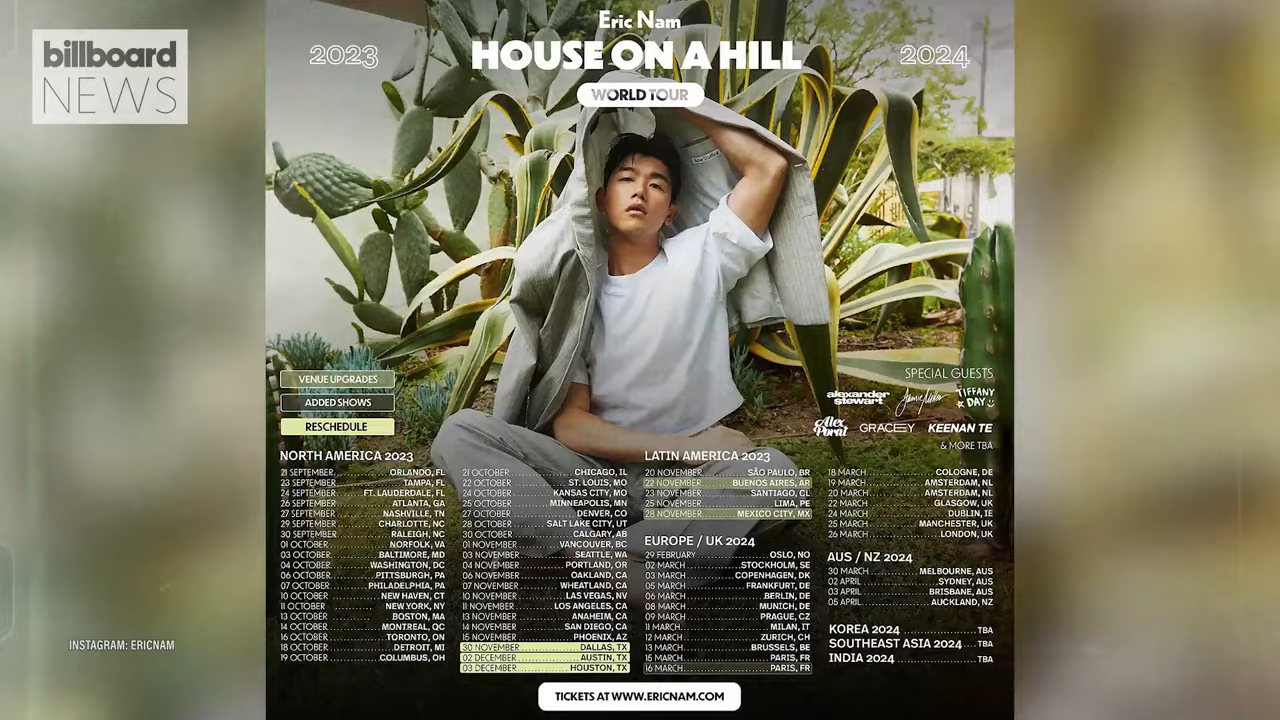 billboard
NEWS
Eric Nam
2023
HOUSE ON A HILL
2024
WORLD TOUR
VENUE UPGRADES
ADDED SHOWS
RESCHEDULE
SPECIAL GUESTS
alexander stewart
Jamie Miller
TIFFANY DAY
Alex Porat
GRACEY
KEENAN TE
& MORE TBA
NORTH AMERICA 2023
21 SEPTEMBER ORLANDO, FL
23 SEPTEMBER TAMPA, FL
24 SEPTEMBER FT. LAUDERDALE, FL
26 SEPTEMBER ATLANTA, GA
27 SEPTEMBER NASHVILLE, TN
29 SEPTEMBER CHARLOTTE, NC
30 SEPTEMBER RALEIGH, NC
01 OCTOBER NORFOLK, VA
03 OCTOBER BALTIMORE, MD
04 OCTOBER WASHINGTON, DC
06 OCTOBER PITTSBURGH, PA
07 OCTOBER PHILADELPHIA, PA
10 OCTOBER NEW HAVEN, CT
11 OCTOBER NEW YORK, NY
13 OCTOBER BOSTON, MA
14 OCTOBER MONTREAL, QC
16 OCTOBER TORONTO, ON
18 OCTOBER DETROIT, MI
19 OCTOBER COLUMBUS, OH
21 OCTOBER CHICAGO, IL
22 OCTOBER ST. LOUIS, MO
24 OCTOBER KANSAS CITY, MO
25 OCTOBER MINNEAPOLIS, MN
27 OCTOBER DENVER, CO
28 OCTOBER SALT LAKE CITY, UT
30 OCTOBER CALGARY, AB
01 NOVEMBER VANCOUVER, BC
03 NOVEMBER SEATTLE, WA
04 NOVEMBER PORTLAND, OR
06 NOVEMBER OAKLAND, CA
07 NOVEMBER WHEATLAND, CA
10 NOVEMBER LAS VEGAS, NV
11 NOVEMBER LOS ANGELES, CA
13 NOVEMBER ANAHEIM, CA
14 NOVEMBER SAN DIEGO, CA
15 NOVEMBER PHOENIX, AZ
30 NOVEMBER DALLAS, TX
02 DECEMBER AUSTIN, TX
03 DECEMBER HOUSTON, TX
LATIN AMERICA 2023
20 NOVEMBER SÃO PAULO, BR
22 NOVEMBER BUENOS AIRES, AR
23 NOVEMBER SANTIAGO, CL
25 NOVEMBER LIMA, PE
28 NOVEMBER MEXICO CITY, MX
EUROPE / UK 2024
29 FEBRUARY OSLO, NO
02 MARCH STOCKHOLM, SE
03 MARCH COPENHAGEN, DK
05 MARCH FRANKFURT, DE
06 MARCH BERLIN, DE
08 MARCH MUNICH, DE
09 MARCH PRAGUE, CZ
11 MARCH MILAN, IT
12 MARCH ZURICH, CH
13 MARCH BRUSSELS, BE
15 MARCH PARIS, FR
16 MARCH PARIS, FR
18 MARCH COLOGNE, DE
19 MARCH AMSTERDAM, NL
20 MARCH AMSTERDAM, NL
22 MARCH GLASGOW, UK
24 MARCH DUBLIN, IE
25 MARCH MANCHESTER, UK
26 MARCH LONDON, UK
AUS / NZ 2024
30 MARCH MELBOURNE, AUS
02 APRIL SYDNEY, AUS
03 APRIL BRISBANE, AUS
05 APRIL AUCKLAND, NZ
KOREA 2024 TBA
SOUTHEAST ASIA 2024 TBA
INDIA 2024 TBA
TICKETS AT WWW.ERICNAM.COM
INSTAGRAM: ERICNAM